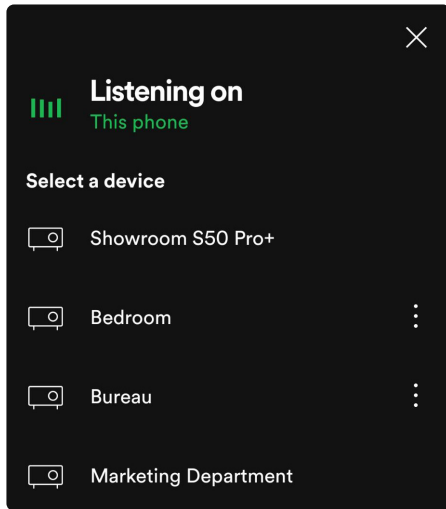 Listening on
This phone
Select a device
Showroom S50 Pro+
Bedroom
Bureau
Marketing Department